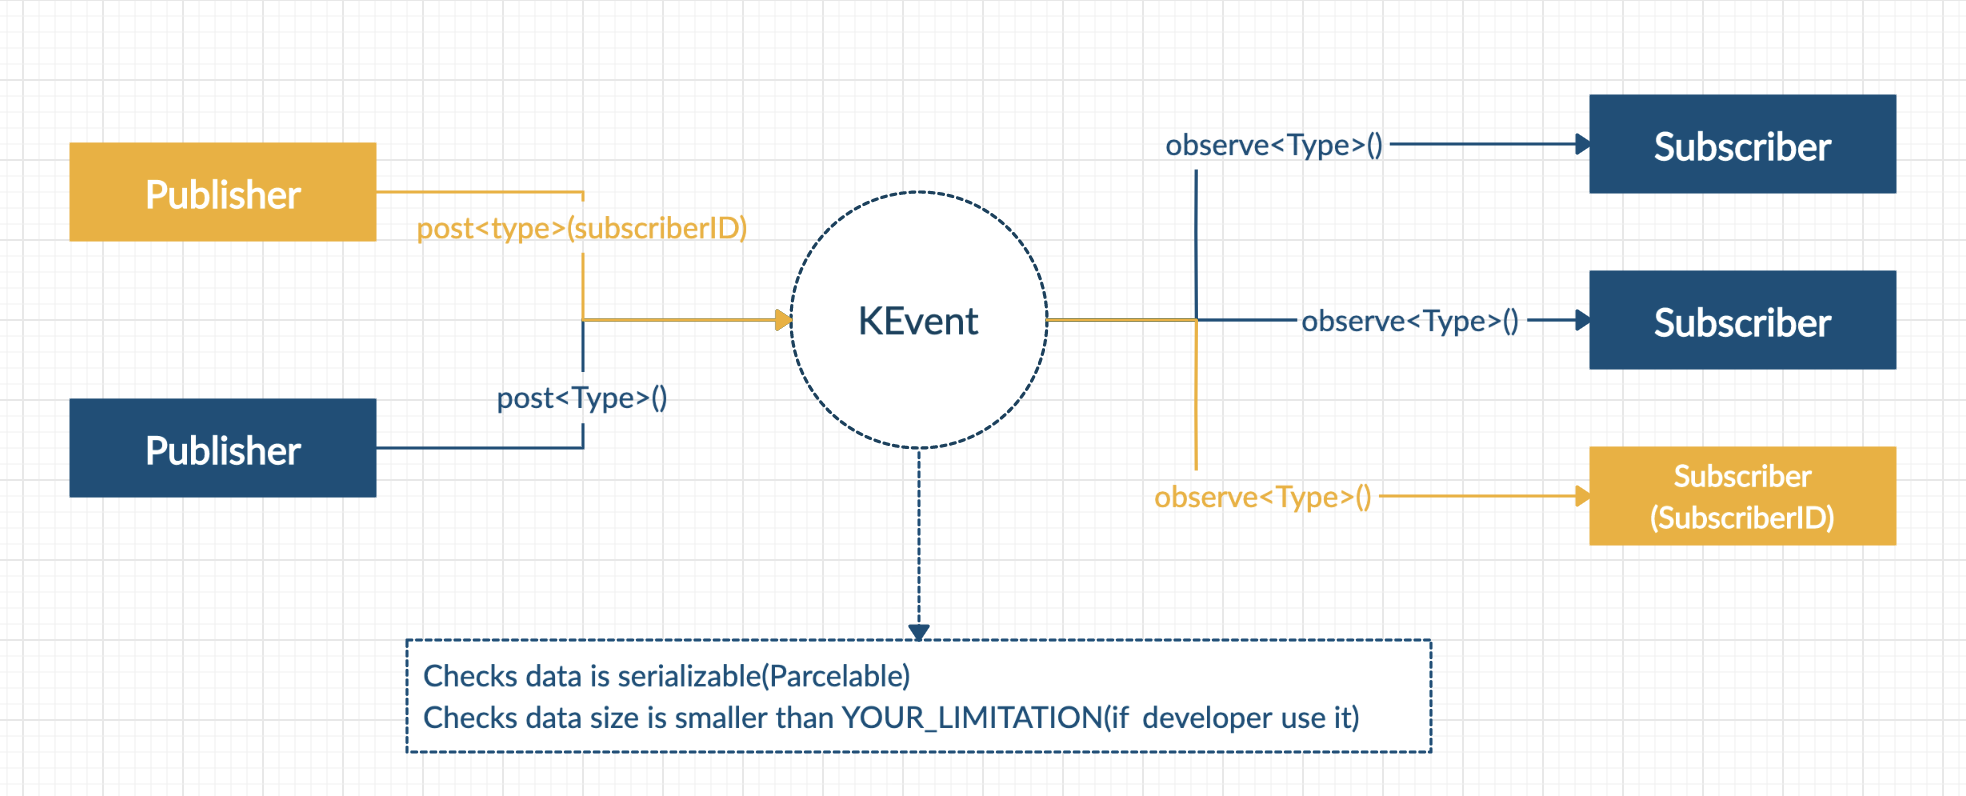 Publisher
post<type>(subscriberID)
Publisher
post<Type>()
KEvent
observe<Type>()
Subscriber
observe<Type>()
Subscriber
observe<Type>()
Subscriber
(SubscriberID)
Checks data is serializable(Parcelable)
Checks data size is smaller than YOUR_LIMITATION(if developer use it)